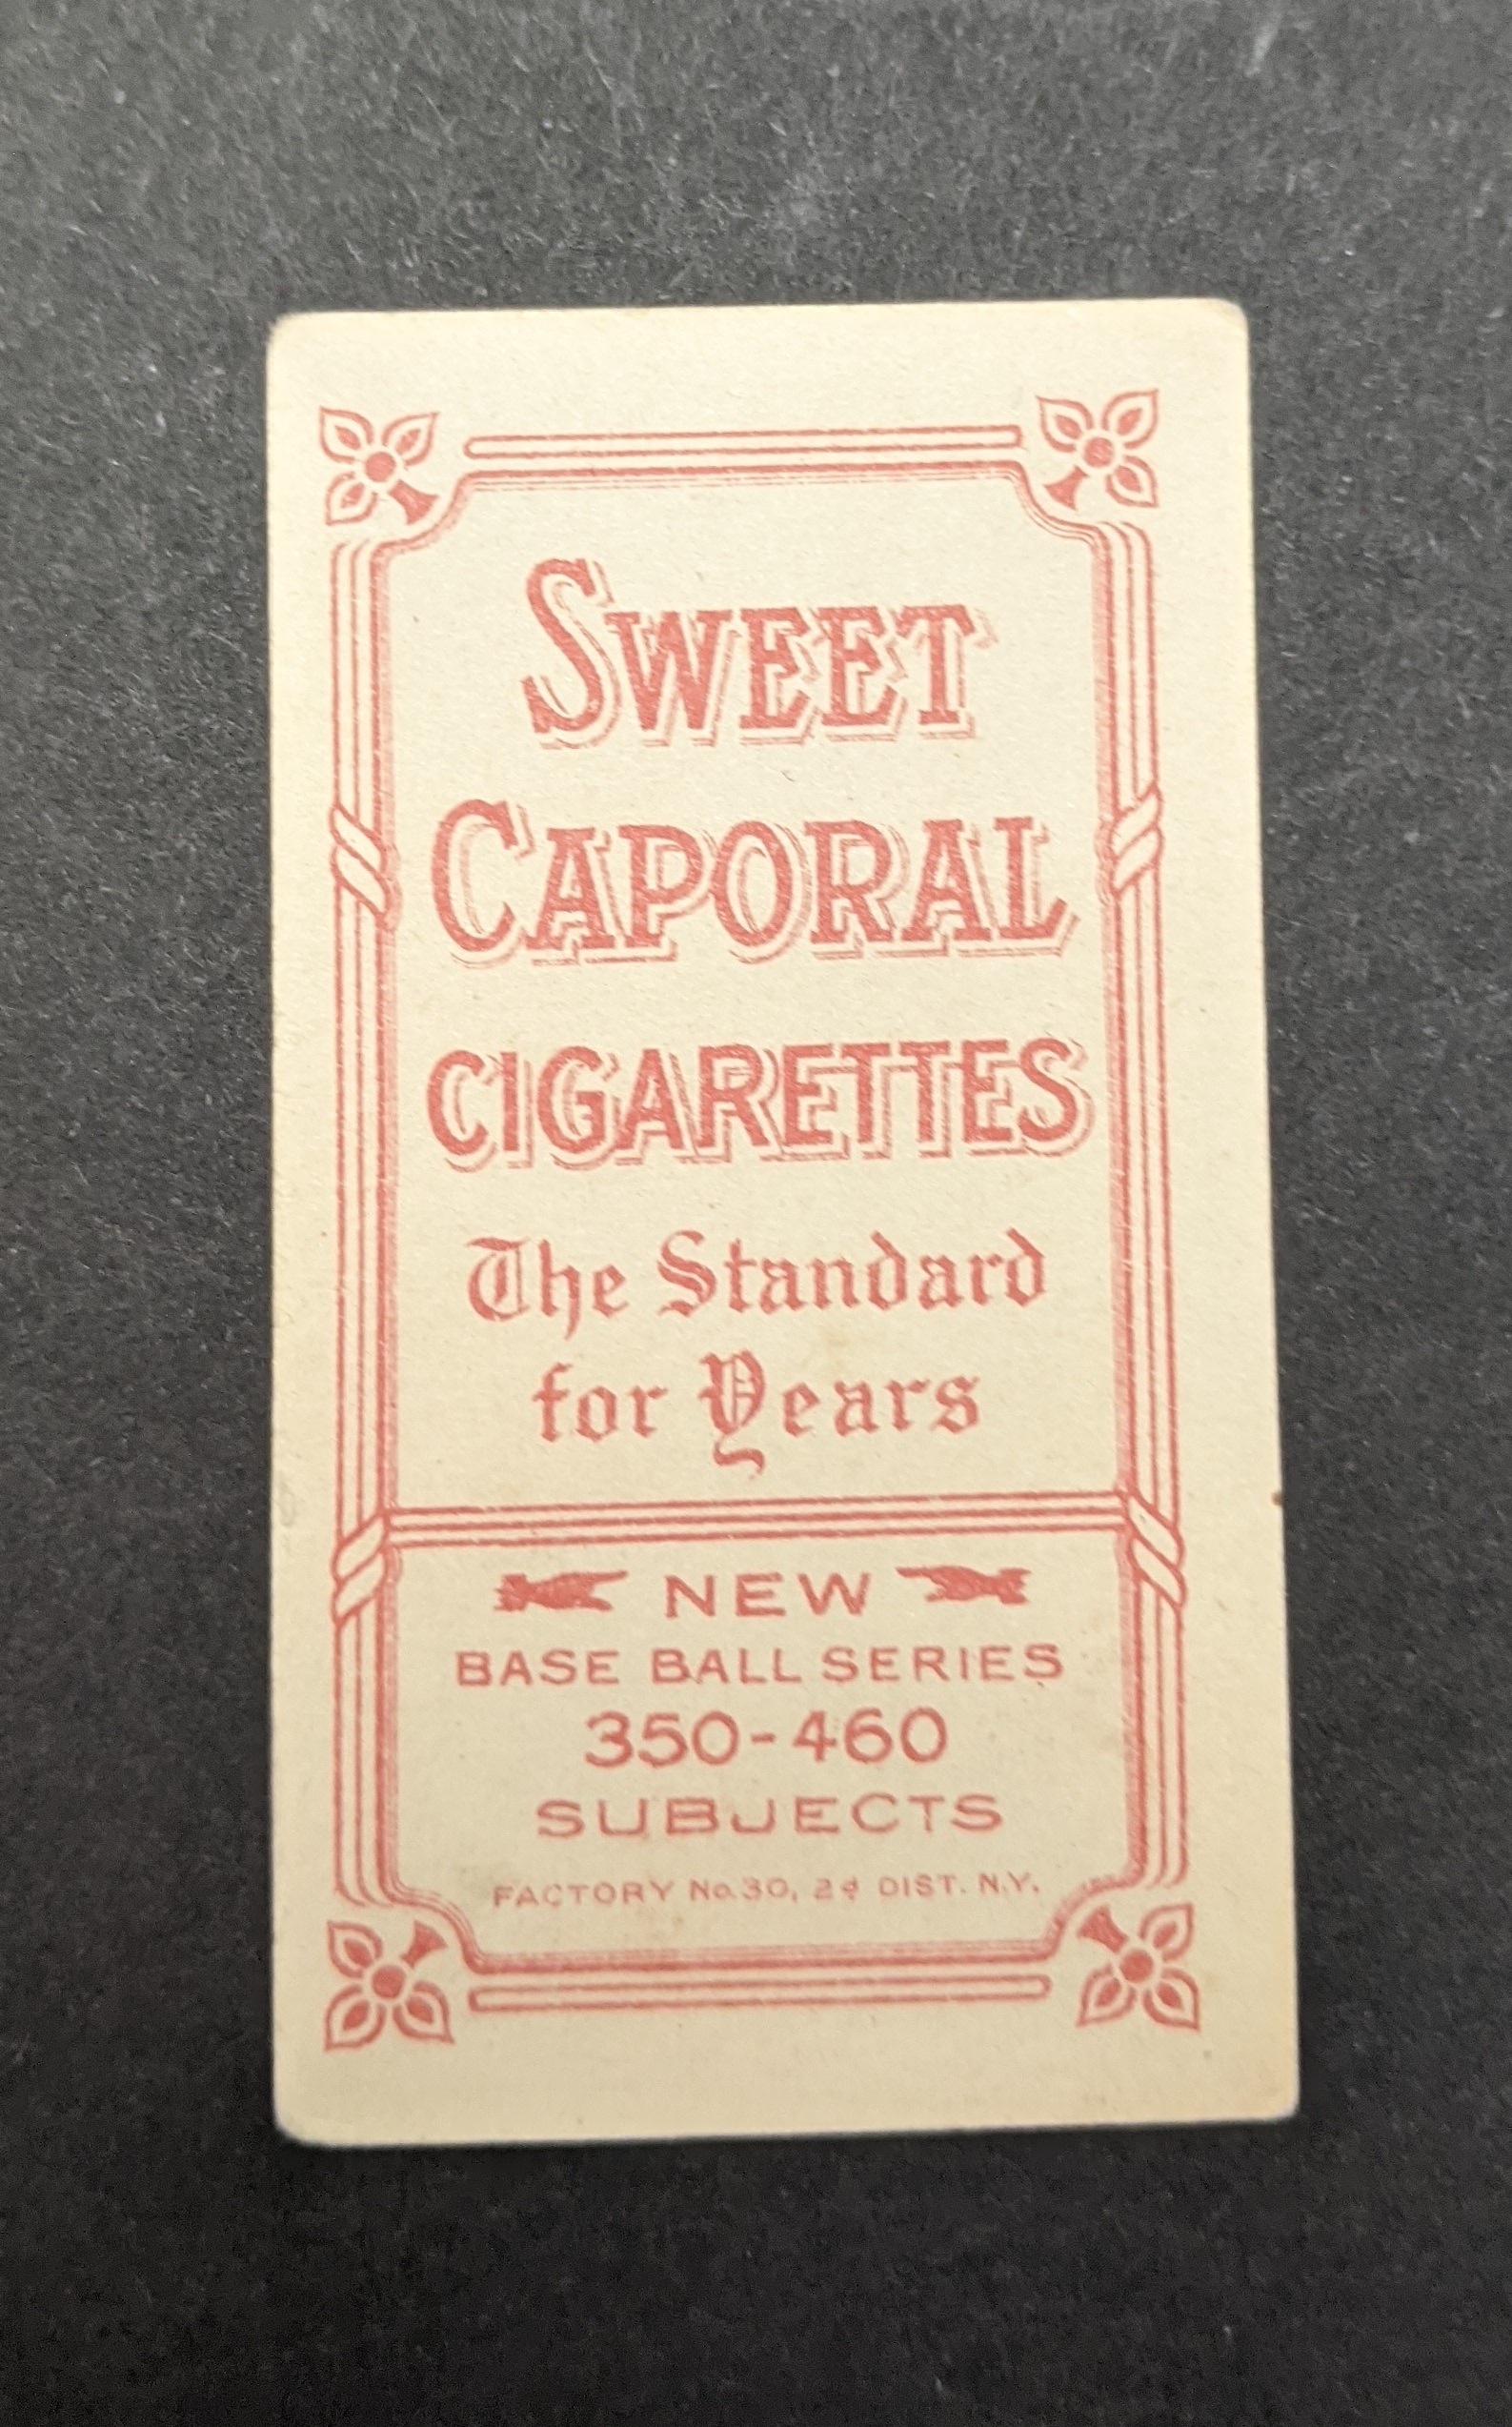 SWEET
CAPORAL
CIGARETTES
The Standard
for Years
NEW
BASE BALL SERIES
350-460
SUBJECTS
FACTORY No.30, 2d DIST. N.Y.